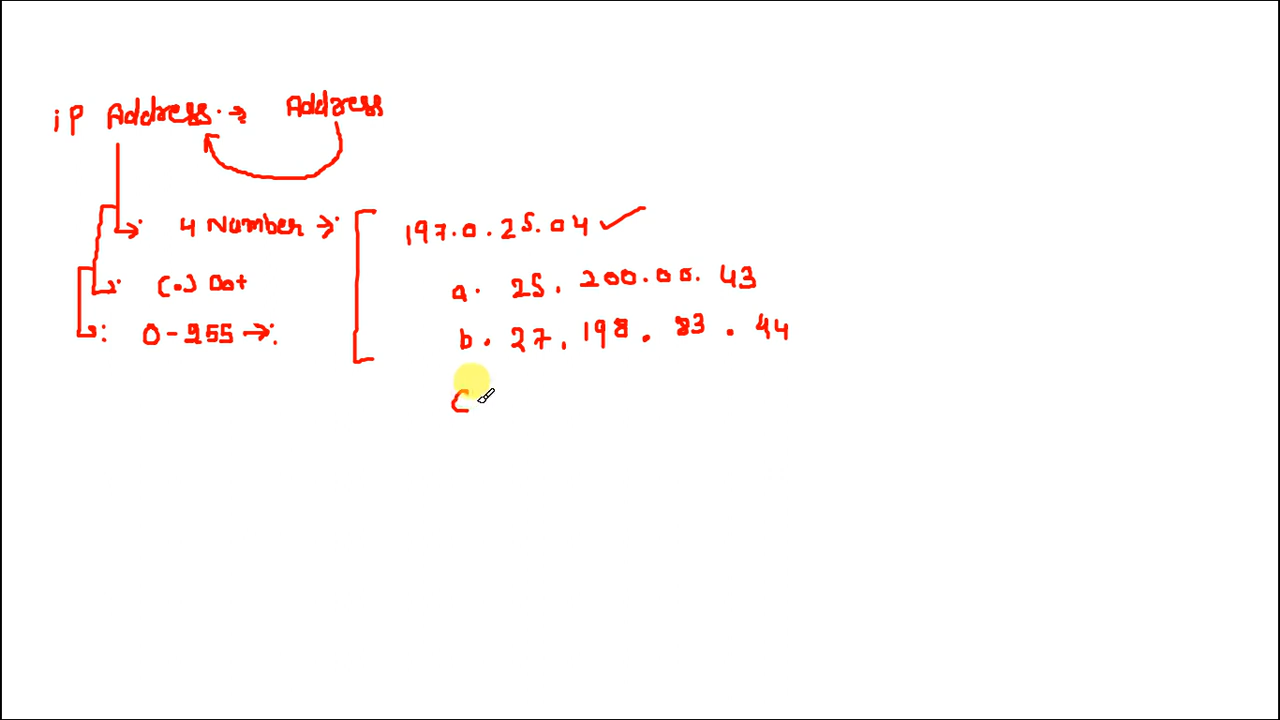 iP Address → Address
4 Number → 197.0.25.04 ✓
(.) Dot
a. 25. 200.00. 43
0-255 →
b. 27. 198. 83. 44
C